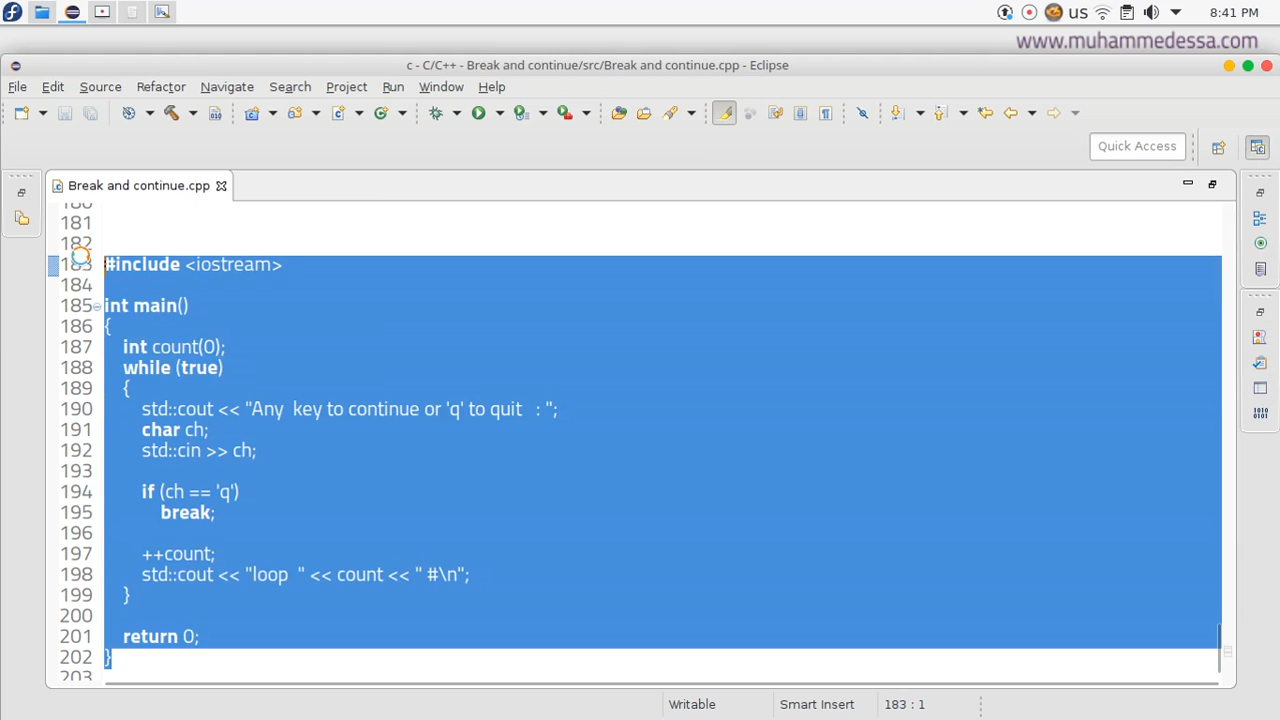 us
8:41 PM
www.muhammedessa.com
c - C/C++ - Break and continue/src/Break and continue.cpp - Eclipse
File Edit Source Refactor Navigate Search Project Run Window Help
Quick Access
Break and continue.cpp
180
181
182
183 #include <iostream>
184
185 int main()
186 {
187 int count(0);
188 while (true)
189 {
190 std::cout << "Any  key to continue or 'q' to quit   : ";
191 char ch;
192 std::cin >> ch;
193
194 if (ch == 'q')
195 break;
196
197 ++count;
198 std::cout << "loop  " << count << " #\n";
199 }
200
201 return 0;
202 }
203
Writable Smart Insert 183 : 1